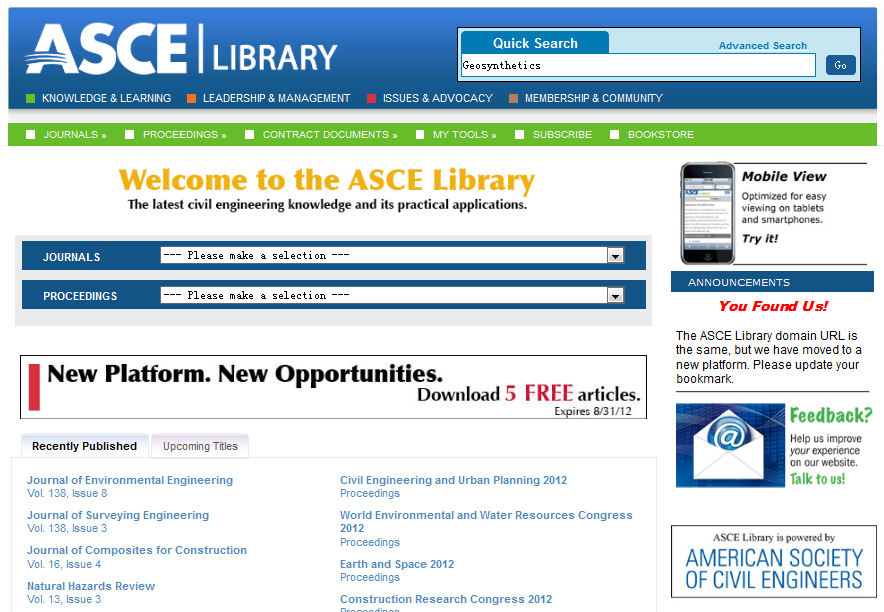 ASCE LIBRARY
Quick Search
Advanced Search
Geosynthetics
Go
KNOWLEDGE & LEARNING
LEADERSHIP & MANAGEMENT
ISSUES & ADVOCACY
MEMBERSHIP & COMMUNITY
JOURNALS »
PROCEEDINGS »
CONTRACT DOCUMENTS »
MY TOOLS »
SUBSCRIBE
BOOKSTORE
Welcome to the ASCE Library
The latest civil engineering knowledge and its practical applications.
JOURNALS
--- Please make a selection ---
PROCEEDINGS
--- Please make a selection ---
New Platform. New Opportunities.
Download 5 FREE articles.
Expires 8/31/12
Recently Published
Upcoming Titles
Journal of Environmental Engineering
Vol. 138, Issue 8
Journal of Surveying Engineering
Vol. 138, Issue 3
Journal of Composites for Construction
Vol. 16, Issue 4
Natural Hazards Review
Vol. 13, Issue 3
Civil Engineering and Urban Planning 2012
Proceedings
World Environmental and Water Resources Congress
2012
Proceedings
Earth and Space 2012
Proceedings
Construction Research Congress 2012
Proceedings
Mobile View
Optimized for easy
viewing on tablets
and smartphones.
Try it!
ANNOUNCEMENTS
You Found Us!
The ASCE Library domain URL is
the same, but we have moved to a
new platform. Please update your
bookmark.
Feedback?
Help us improve
your experience
on our website.
Talk to us!
ASCE Library is powered by
AMERICAN SOCIETY
OF CIVIL ENGINEERS